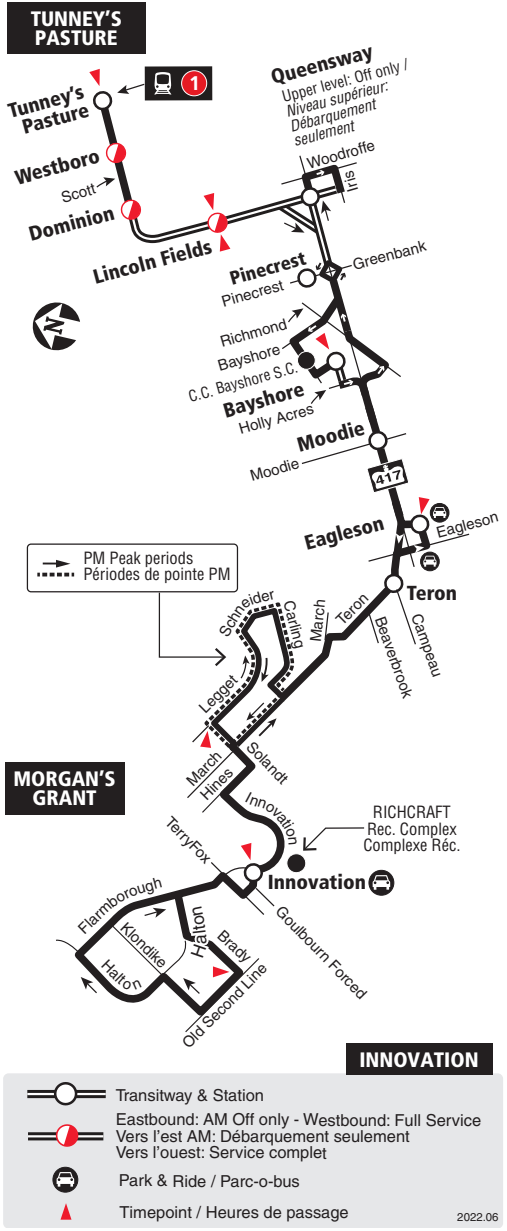 TUNNEY'S
PASTURE
1
Tunney's
Pasture
Queensway
Upper level: Off only /
Niveau supérieur:
Débarquement
seulement
Westboro
Scott
Woodroffe
Iris
Dominion
Lincoln Fields
Pinecrest
Greenbank
Pinecrest
N
Richmond
Bayshore
C.C. Bayshore S.C.
Bayshore
Holly Acres
Moodie
Moodie
417
Eagleson
Eagleson
PM Peak periods
Périodes de pointe PM
Teron
Schneider
Carling
March
Teron
Beaverbrook
Campeau
Legget
March
Solandt
Hines
MORGAN'S
GRANT
Innovation
RICHCRAFT
Rec. Complex
Complexe Réc.
TerryFox
Innovation
Flarmborough
Goulbourn Forced
Klondike
Halton
Brady
Halton
Old Second Line
INNOVATION
Transitway & Station
Eastbound: AM Off only - Westbound: Full Service
Vers l'est AM: Débarquement seulement
Vers l'ouest: Service complet
Park & Ride / Parc-o-bus
Timepoint / Heures de passage
2022.06